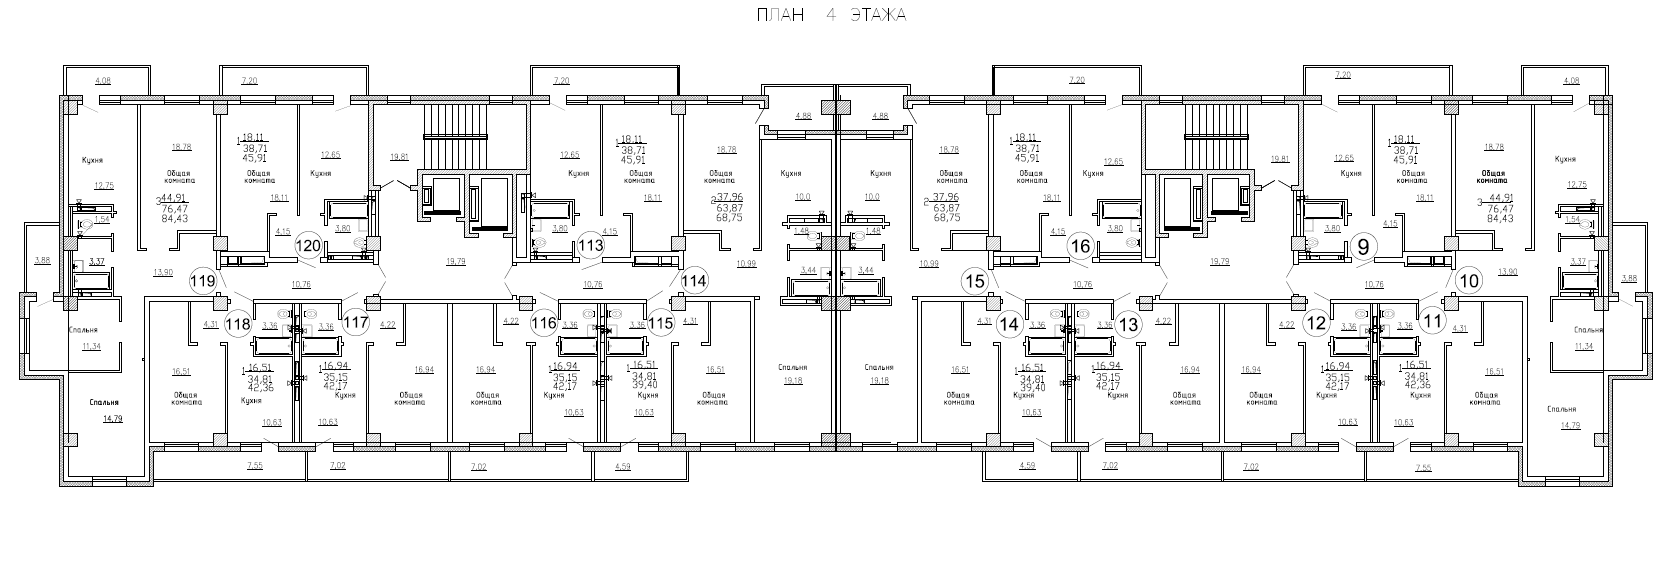 ПЛАН 4 ЭТАЖА
4,08
7,20
7,20
7,20
7,20
4,08
4,88
4,88
Кухня
12,75
18,78
Общая
комната
3 44,91
76,47
84,43
1 18,11
38,71
45,91
Общая
комната
18,11
12,65
Кухня
19,81
12,65
Кухня
1 18,11
38,71
45,91
Общая
комната
18,11
18,78
Общая
комната
2 37,96
63,87
68,75
Кухня
10,0
Кухня
10,0
18,78
Общая
комната
2 37,96
63,87
68,75
1 18,11
38,71
45,91
Общая
комната
18,11
12,65
Кухня
19,81
12,65
Кухня
1 18,11
38,71
45,91
Общая
комната
18,11
18,78
Общая
комната
3 44,91
76,47
84,43
Кухня
12,75
1,54
4,15
3,80
3,80
4,15
1,48
1,48
4,15
3,80
3,80
4,15
1,54
120
113
16
9
3,88
3,37
13,90
119
19,79
10,99
114
3,44
3,44
10,99
15
19,79
10
13,90
3,37
3,88
10,76
10,76
10,76
10,76
Спальня
11,34
4,31
118
3,36
3,36
117
4,22
4,22
116
3,36
3,36
115
4,31
4,31
14
3,36
3,36
13
4,22
4,22
12
3,36
3,36
11
4,31
Спальня
11,34
16,51
Общая
комната
1 16,51
34,81
42,36
Кухня
10,63
1 16,94
35,15
42,17
Кухня
10,63
16,94
Общая
комната
16,94
Общая
комната
1 16,94
35,15
42,17
Кухня
10,63
1 16,51
34,81
39,40
Кухня
10,63
16,51
Общая
комната
Спальня
19,18
Спальня
19,18
16,51
Общая
комната
1 16,51
34,81
39,40
Кухня
10,63
1 16,94
35,15
42,17
Кухня
10,63
16,94
Общая
комната
16,94
Общая
комната
1 16,94
35,15
42,17
Кухня
10,63
1 16,51
34,81
42,36
Кухня
10,63
16,51
Общая
комната
Спальня
14,79
Спальня
14,79
7,55
7,02
7,02
4,59
4,59
7,02
7,02
7,55